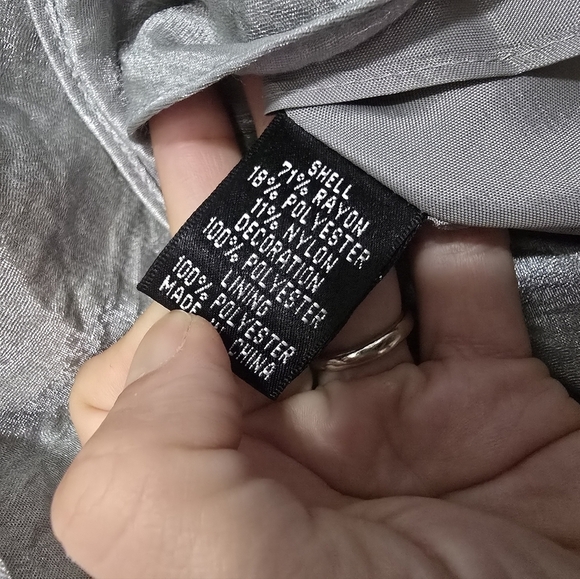 SHELL
71% RAYON
18% POLYESTER
11% NYLON
DECORATION
100% POLYESTER
LINING
100% POLYESTER
MADE CHINA